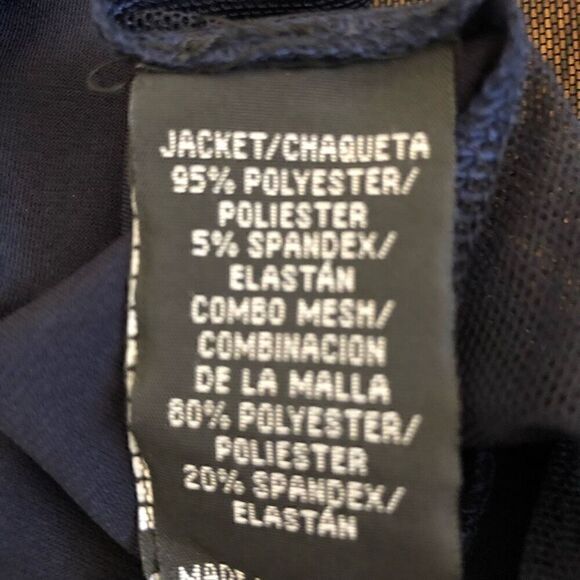 JACKET/CHAQUETA
95% POLYESTER/
POLIESTER
5% SPANDEX/
ELASTÁN
COMBO MESH/
COMBINACION
DE LA MALLA
80% POLYESTER/
POLIESTER
20% SPANDEX/
ELASTÁN
MADE